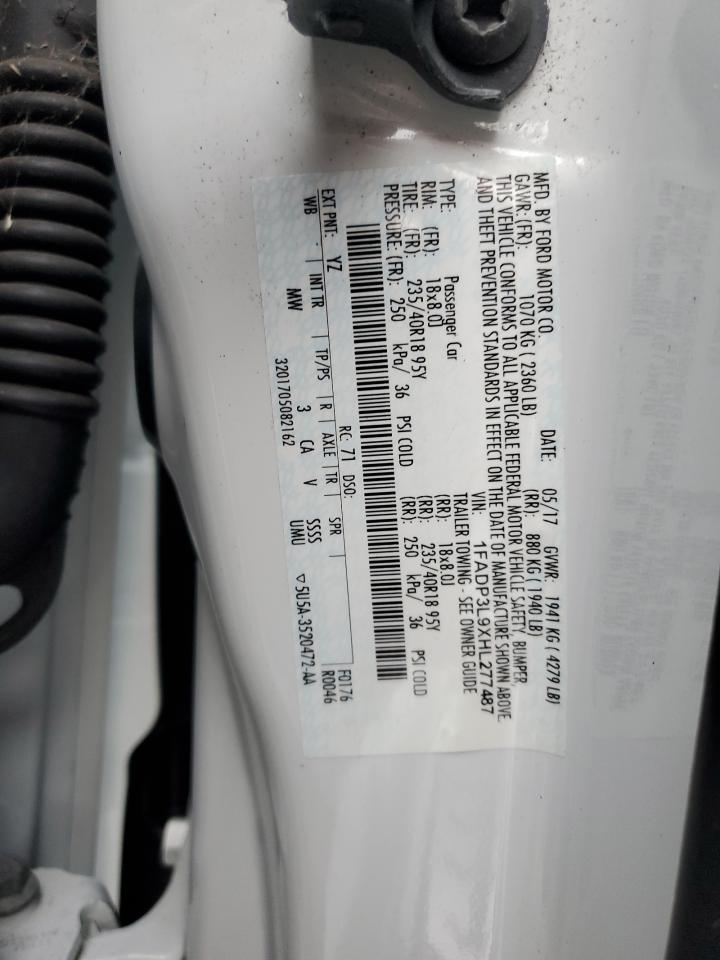 MFD. BY FORD MOTOR CO. DATE: 05/17 GVWR: 1941 KG ( 4279 LB)
GAWR: (FR): 1070 KG ( 2360 LB) (RR): 880 KG ( 1940 LB)
THIS VEHICLE CONFORMS TO ALL APPLICABLE FEDERAL MOTOR VEHICLE SAFETY, BUMPER,
AND THEFT PREVENTION STANDARDS IN EFFECT ON THE DATE OF MANUFACTURE SHOWN ABOVE.
VIN: 1FADP3L9XHL277487
TYPE: Passenger Car TRAILER TOWING - SEE OWNER GUIDE
RIM: (FR): 18x8.0J (RR): 18x8.0J
TIRE: (FR): 235/40R18 95Y (RR): 235/40R18 95Y
PRESSURE: (FR): 250 kPa/ 36 PSI COLD (RR): 250 kPa/ 36 PSI COLD
EXT PNT: YZ RC: 71 DSO: F0176
WB INT TR TP/PS R AXLE TR SPR R0046
- MW 3 CA V SSSS
3201705082162 UMU ▽5U5A-3520472-AA